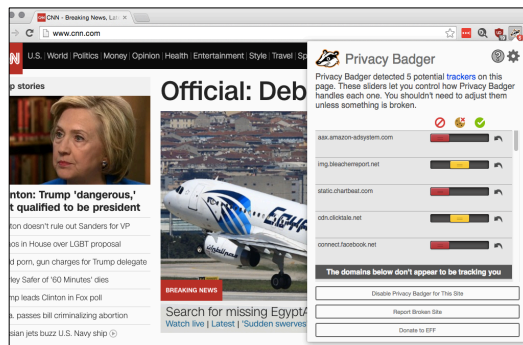 CNN - Breaking News, Lat
www.cnn.com
U.S. World Politics Money Opinion Health Entertainment Style Travel Sp
p stories
nton: Trump 'dangerous,'
t qualified to be president
ton doesn't rule out Sanders for VP
aos in House over LGBT proposal
d porn, gun charges for Trump delegate
rley Safer of '60 Minutes' dies
mp leads Clinton in Fox poll
a. passes bill criminalizing abortion
ssian jets buzz U.S. Navy ship
Official: Deb
EGYP
BREAKING NEWS
Search for missing EgyptA
Watch live | Latest | 'Sudden swerves
Privacy Badger
Privacy Badger detected 5 potential trackers on this
page. These sliders let you control how Privacy Badger
handles each one. You shouldn't need to adjust them
unless something is broken.
aax.amazon-adsystem.com
img.bleacherreport.net
static.chartbeat.com
cdn.clicktale.net
connect.facebook.net
The domains below don't appear to be tracking you
Disable Privacy Badger for This Site
Report Broken Site
Donate to EFF